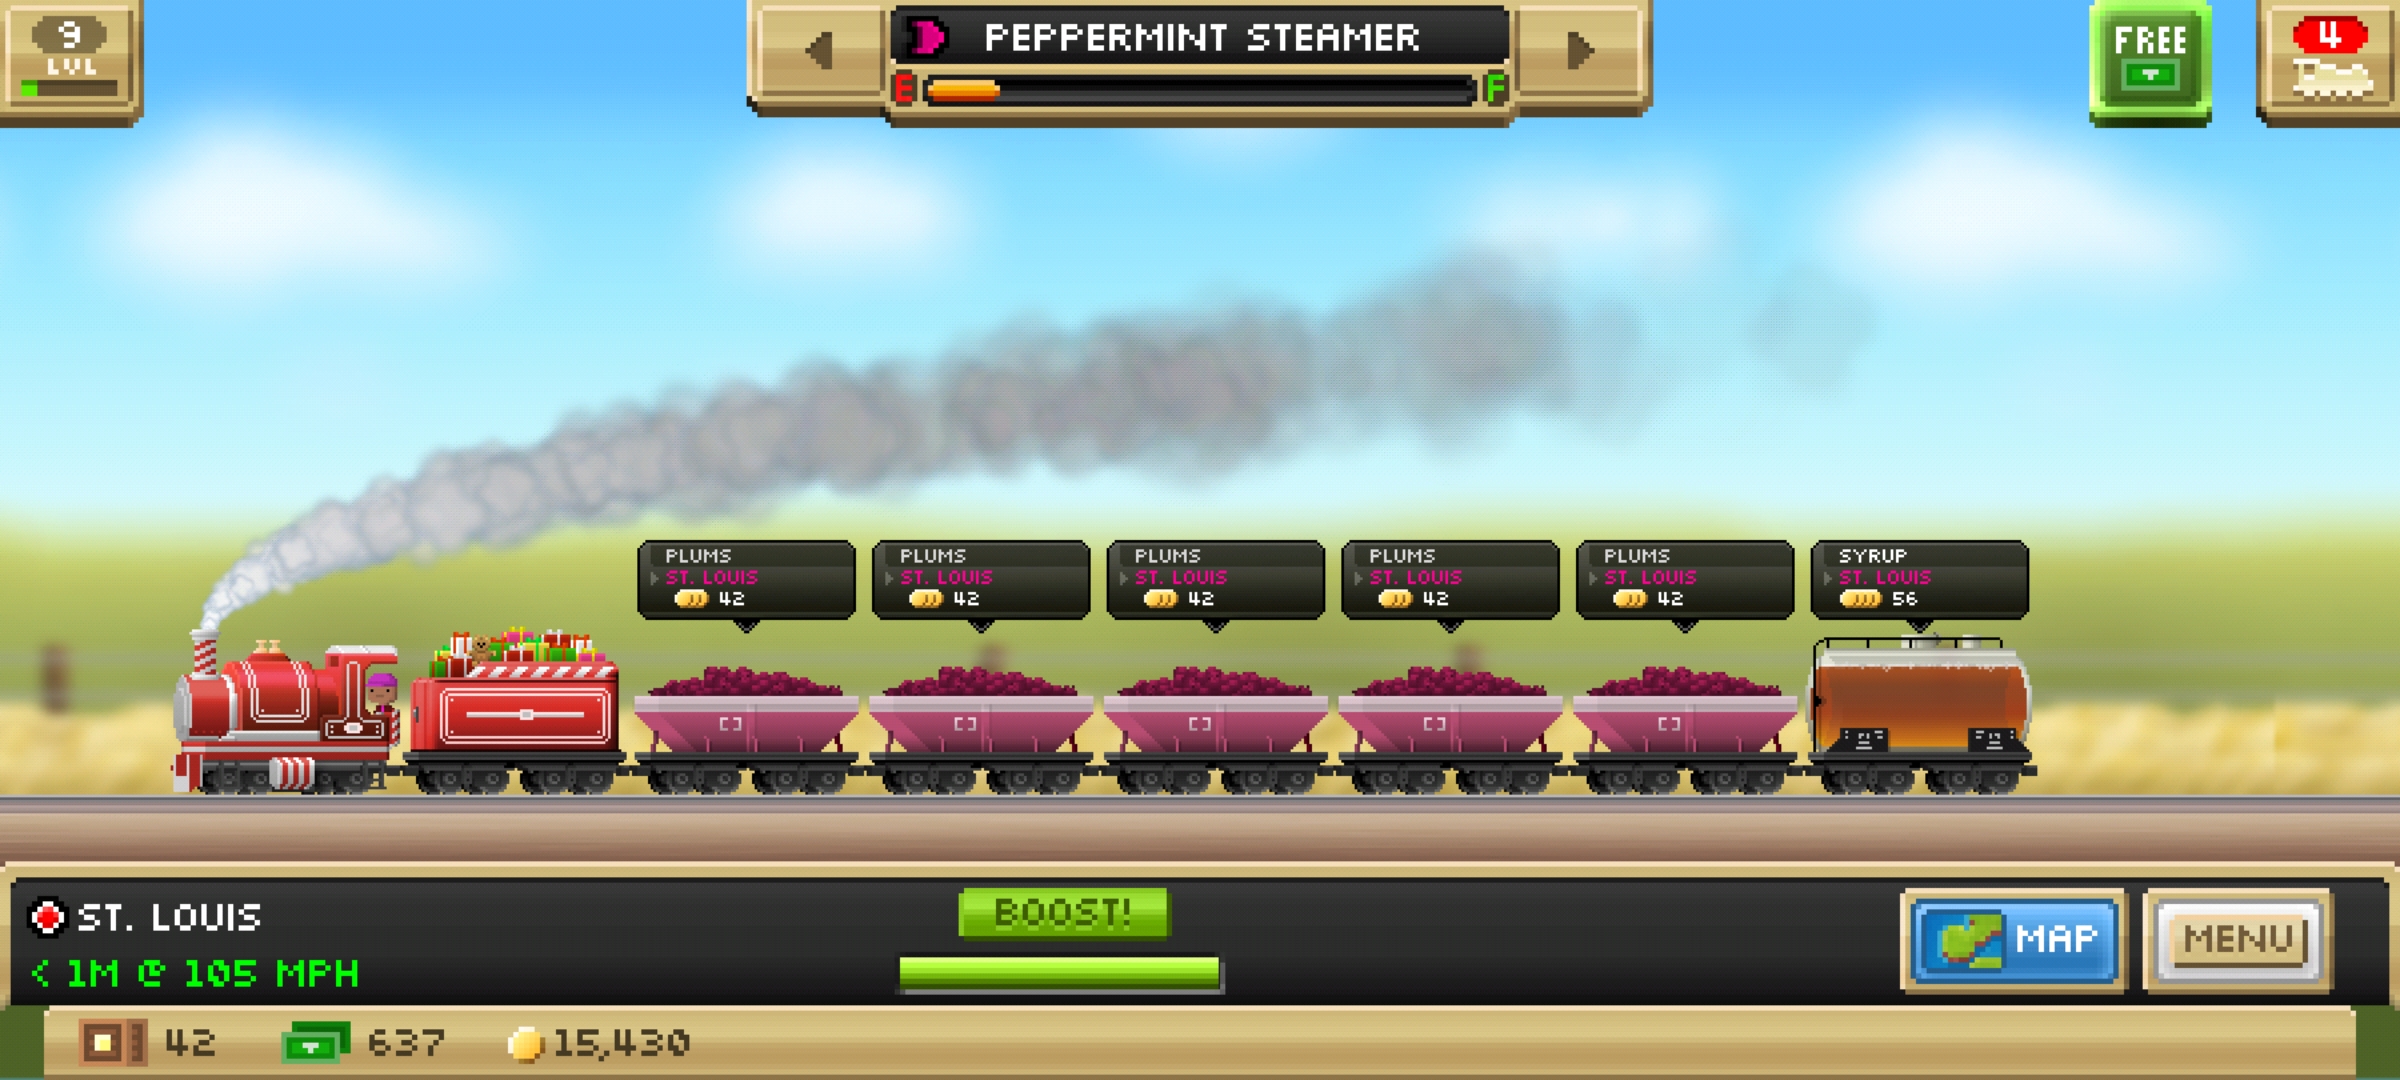 9
LVL
PEPPERMINT STEAMER
E F
FREE
4
PLUMS
ST. LOUIS
42
PLUMS
ST. LOUIS
42
PLUMS
ST. LOUIS
42
PLUMS
ST. LOUIS
42
PLUMS
ST. LOUIS
42
SYRUP
ST. LOUIS
56
ST. LOUIS
< 1M @ 105 MPH
BOOST!
MAP
MENU
42
637
15,430